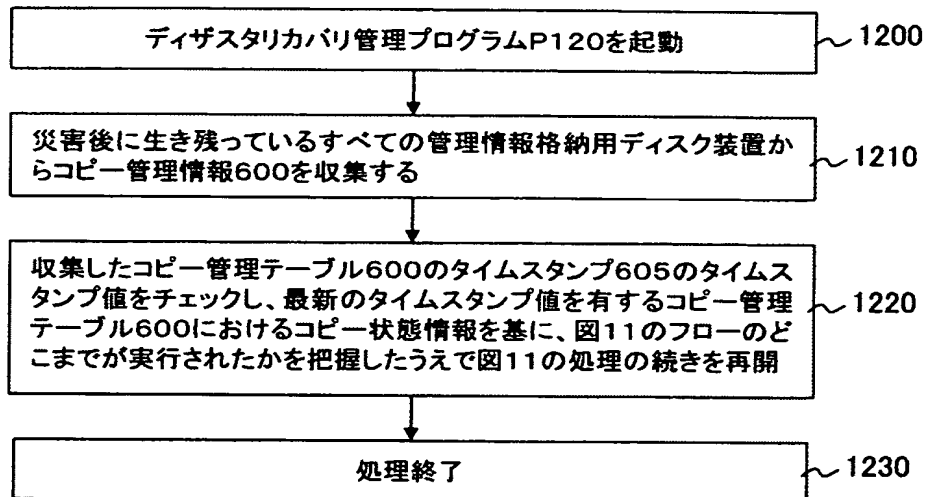 ディザスタリカバリ管理プログラムP120を起動
1200
災害後に生き残っているすべての管理情報格納用ディスク装置か
らコピー管理情報600を収集する
1210
収集したコピー管理テーブル600のタイムスタンプ605のタイムス
タンプ値をチェックし、最新のタイムスタンプ値を有するコピー管理
テーブル600におけるコピー状態情報を基に、図11のフローのど
こまでが実行されたかを把握したうえで図11の処理の続きを再開
1220
処理終了
1230